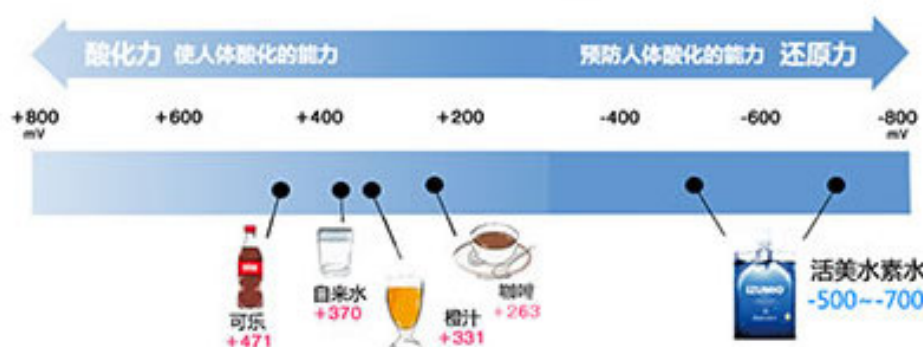 酸化力 使人体酸化的能力 预防人体酸化的能力 还原力
+800 +600 +400 +200 -400 -600 -800
mV mV
可乐
+471
自来水
+370
橙汁
+331
咖啡
+263
IZUMIO
活美水素水
-500~-700